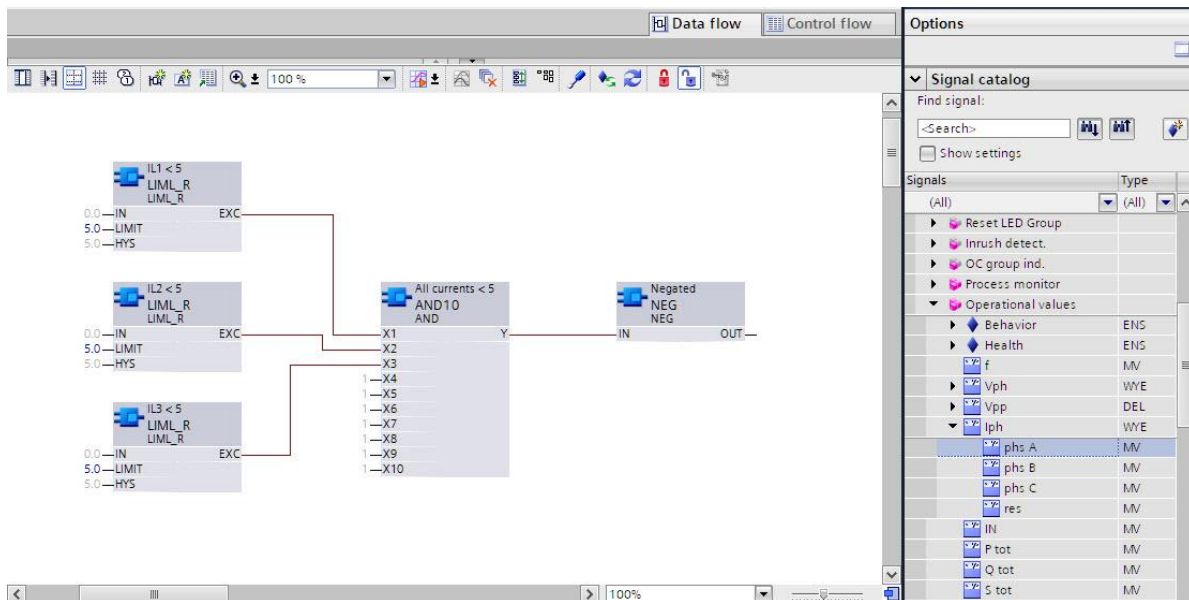 Data flow
Control flow
Options
100 %
Signal catalog
Find signal:
<Search>
Show settings
Signals Type
(All) (All)
Reset LED Group
Inrush detect.
OC group ind.
Process monitor
Operational values
Behavior ENS
Health ENS
f MV
Vph WYE
Vpp DEL
Iph WYE
phs A MV
phs B MV
phs C MV
res MV
IN MV
P tot MV
Q tot MV
S tot MV
IL1 < 5
LIML_R
LIML_R
0.0 IN EXC
5.0 LIMIT
5.0 HYS
IL2 < 5
LIML_R
LIML_R
0.0 IN EXC
5.0 LIMIT
5.0 HYS
IL3 < 5
LIML_R
LIML_R
0.0 IN EXC
5.0 LIMIT
5.0 HYS
All currents < 5
AND10
AND
X1 Y
X2
X3
1 X4
1 X5
1 X6
1 X7
1 X8
1 X9
1 X10
Negated
NEG
NEG
IN OUT
100%